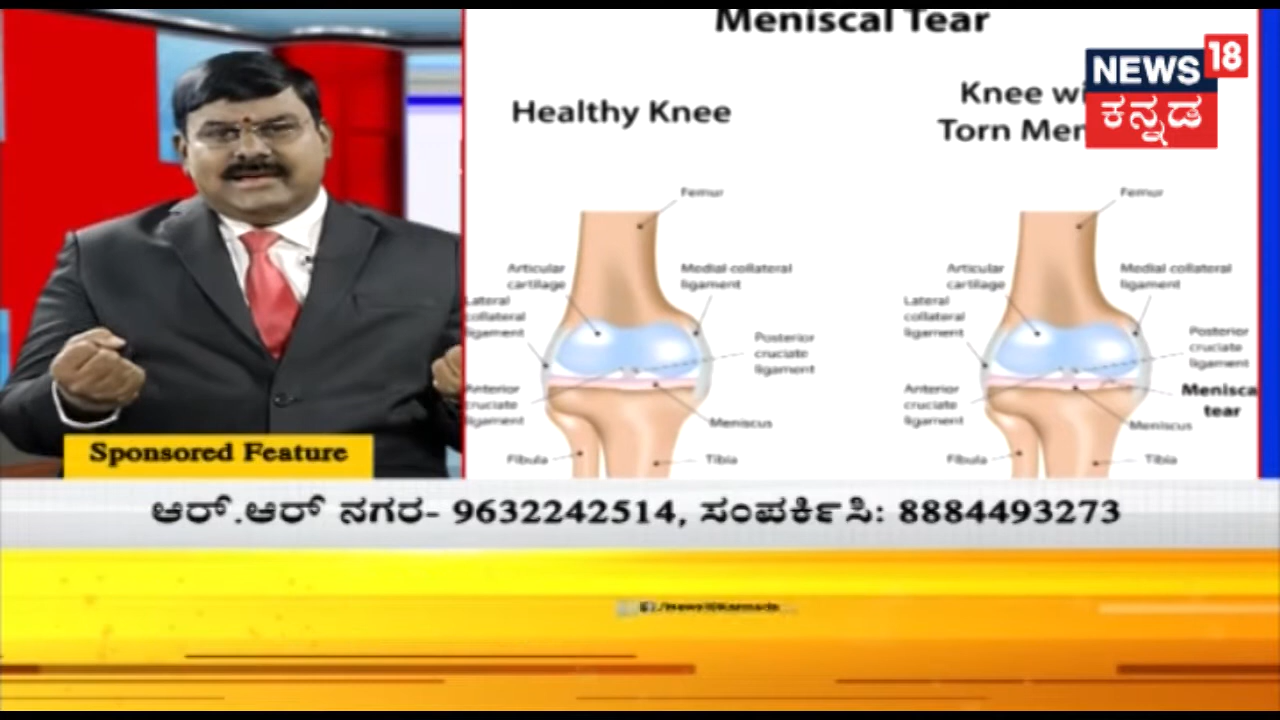 Meniscal Tear
NEWS 18
ಕನ್ನಡ
Healthy Knee
Knee wi
Torn Men
Femur
Articular
cartilage
Medial collateral
ligament
Lateral
collateral
ligament
Posterior
cruciate
ligament
Anterior
cruciate
ligament
Meniscus
Fibula
Tibia
Femur
Articular
cartilage
Medial collateral
ligament
Lateral
collateral
ligament
Posterior
cruciate
ligament
Anterior
cruciate
ligament
Menisca
tear
Meniscus
Fibula
Tibia
Sponsored Feature
ಆರ್.ಆರ್ ನಗರ- 9632242514, ಸಂಪರ್ಕಿಸಿ: 8884493273